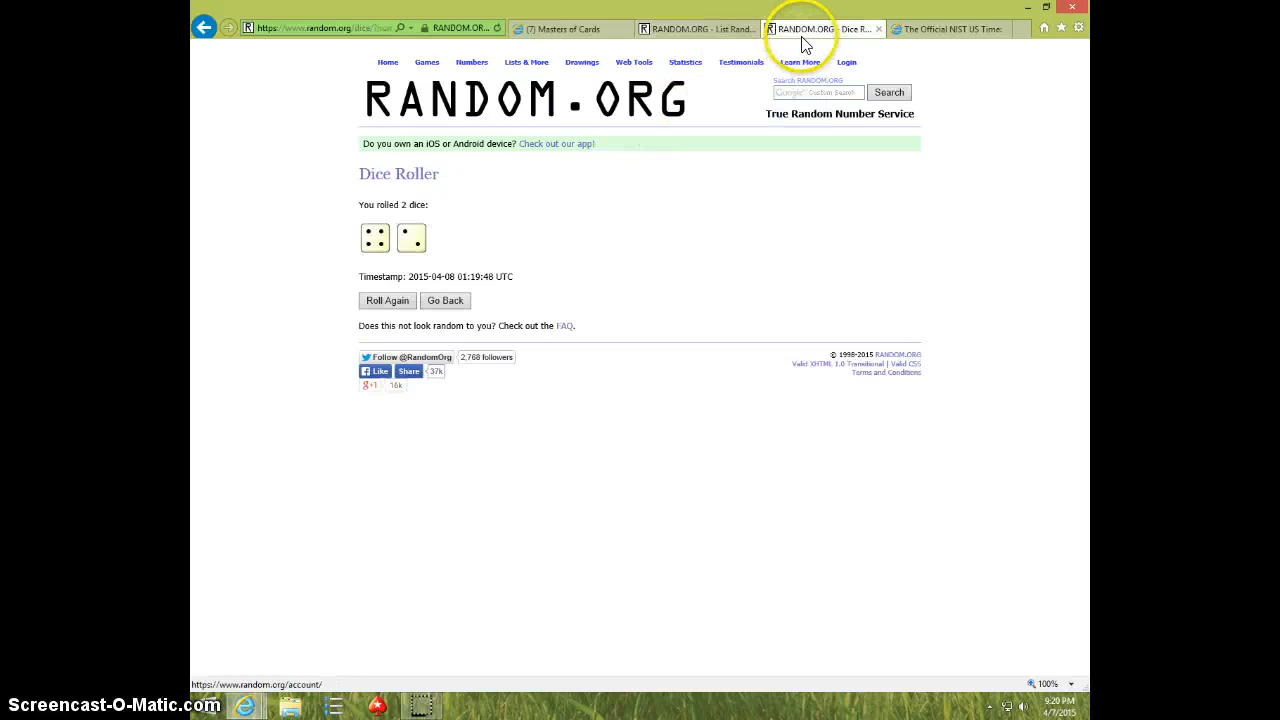 https://www.random.org/dice/?num RANDOM.OR... (7) Masters of Cards RANDOM.ORG - List Rand... RANDOM.ORG - Dice R... The Official NIST US Time:
Home Games Numbers Lists & More Drawings Web Tools Statistics Testimonials Learn More Login
Search RANDOM.ORG
RANDOM.ORG
Google Custom Search Search
True Random Number Service
Do you own an iOS or Android device? Check out our app!
Dice Roller
You rolled 2 dice:
Timestamp: 2015-04-08 01:19:48 UTC
Roll Again Go Back
Does this not look random to you? Check out the FAQ.
Follow @RandomOrg 2,768 followers
Like Share 37k
g+1 16k
© 1998-2015 RANDOM.ORG
Valid XHTML 1.0 Transitional | Valid CSS
Terms and Conditions
https://www.random.org/account/ 100%
Screencast-O-Matic.com
9:20 PM
4/7/2015